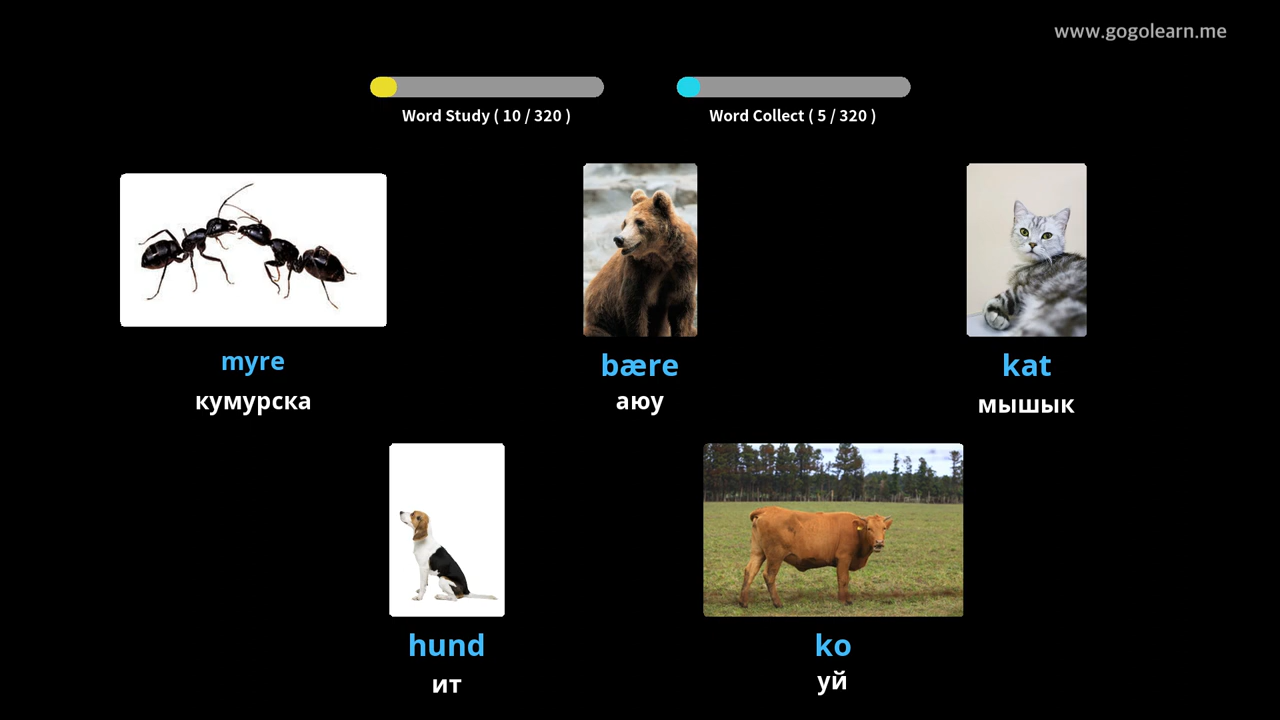 www.gogolearn.me
Word Study ( 10 / 320 )
Word Collect ( 5 / 320 )
myre
кумурска
bære
аюу
kat
мышык
hund
ит
ko
уй